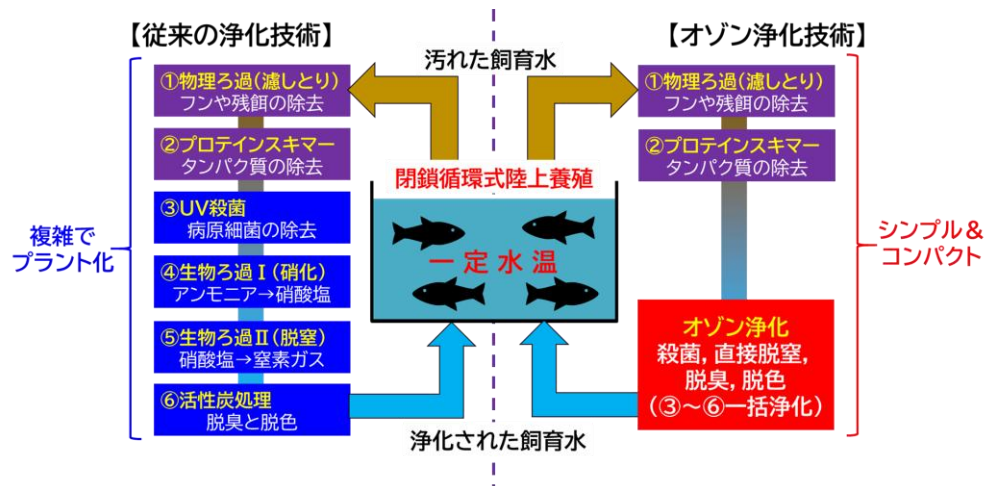 【従来の浄化技術】
①物理ろ過(濾しとり)
フンや残餌の除去
②プロテインスキマー
タンパク質の除去
③UV殺菌
病原細菌の除去
④生物ろ過Ⅰ(硝化)
アンモニア→硝酸塩
⑤生物ろ過Ⅱ(脱窒)
硝酸塩→窒素ガス
⑥活性炭処理
脱臭と脱色
複雑で
プラント化
汚れた飼育水
閉鎖循環式陸上養殖
一定水温
浄化された飼育水
【オゾン浄化技術】
①物理ろ過(濾しとり)
フンや残餌の除去
②プロテインスキマー
タンパク質の除去
オゾン浄化
殺菌,直接脱窒,
脱臭,脱色
(③~⑥一括浄化)
シンプル&
コンパクト